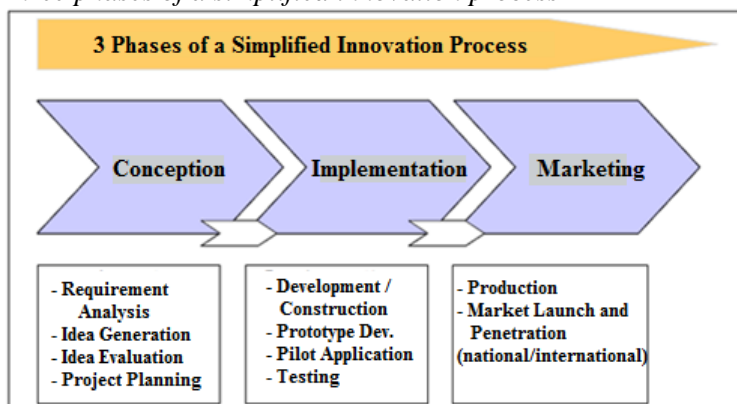 3 Phases of a Simplified Innovation Process
Conception
Implementation
Marketing
- Requirement
Analysis
- Idea Generation
- Idea Evaluation
- Project Planning
- Development /
Construction
- Prototype Dev.
- Pilot Application
- Testing
- Production
- Market Launch and
Penetration
(national/international)